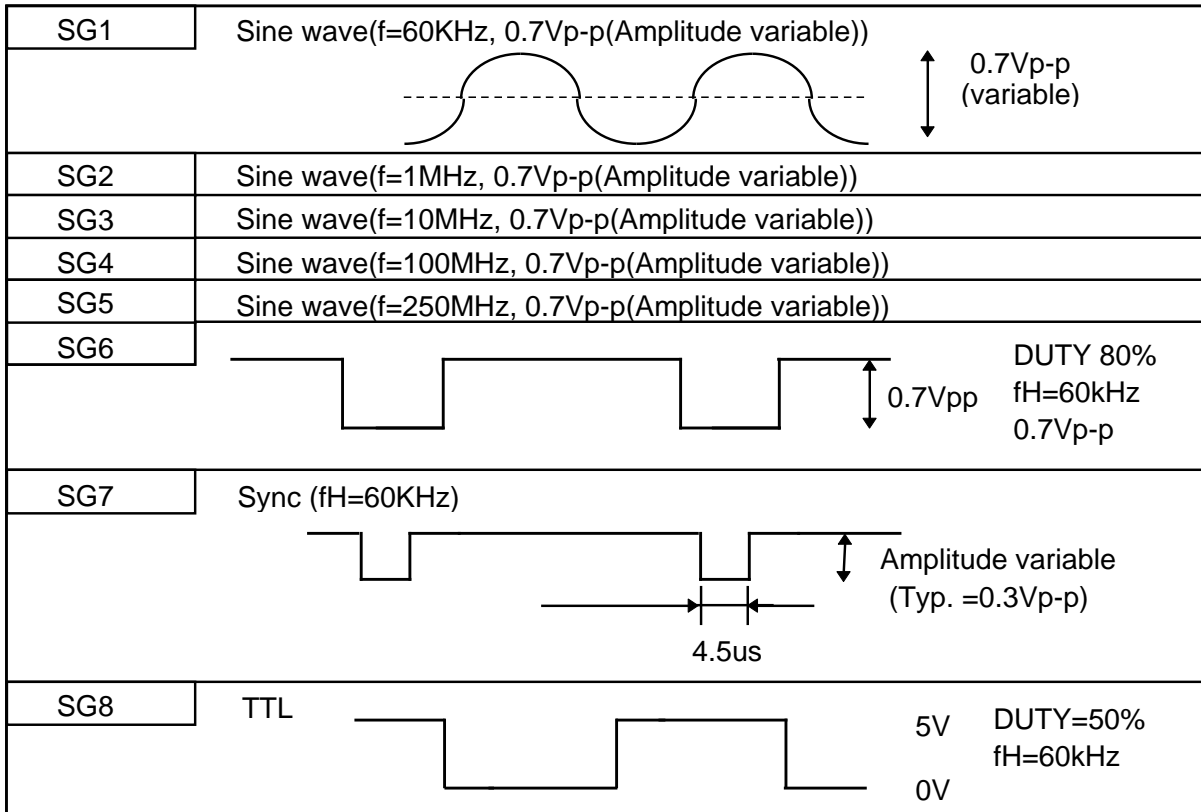 SG1
Sine wave(f=60KHz, 0.7Vp-p(Amplitude variable))
0.7Vp-p
(variable)
SG2
Sine wave(f=1MHz, 0.7Vp-p(Amplitude variable))
SG3
Sine wave(f=10MHz, 0.7Vp-p(Amplitude variable))
SG4
Sine wave(f=100MHz, 0.7Vp-p(Amplitude variable))
SG5
Sine wave(f=250MHz, 0.7Vp-p(Amplitude variable))
SG6
0.7Vpp
DUTY 80%
fH=60kHz
0.7Vp-p
SG7
Sync (fH=60KHz)
Amplitude variable
(Typ. =0.3Vp-p)
4.5us
SG8
TTL
5V
0V
DUTY=50%
fH=60kHz